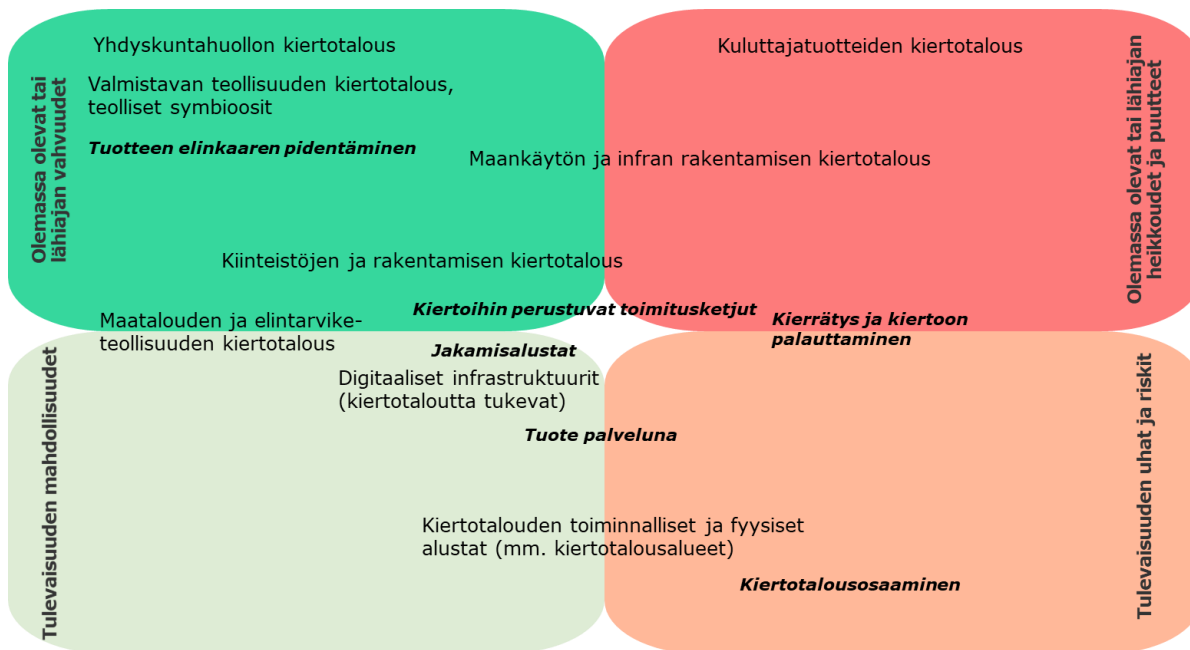 Olemassa olevat tai
lähiajan vahvuudet
Yhdyskuntahuollon kiertotalous
Valmistavan teollisuuden kiertotalous,
teolliset symbioosit
Tuotteen elinkaaren pidentäminen
Kuluttajatuotteiden kiertotalous
Olemassa olevat tai lähiajan
heikkoudet ja puutteet
Maankäytön ja infran rakentamisen kiertotalous
Kiinteistöjen ja rakentamisen kiertotalous
Kiertoihin perustuvat toimitusketjut
Maatalouden ja elintarvike-
teollisuuden kiertotalous
Kierrätys ja kiertoon
palauttaminen
Jakamisalustat
Tulevaisuuden mahdollisuudet
Digitaaliset infrastruktuurit
(kiertotaloutta tukevat)
Tuote palveluna
Tulevaisuuden uhat ja riskit
Kiertotalouden toiminnalliset ja fyysiset
alustat (mm. kiertotalousalueet)
Kiertotalousosaaminen